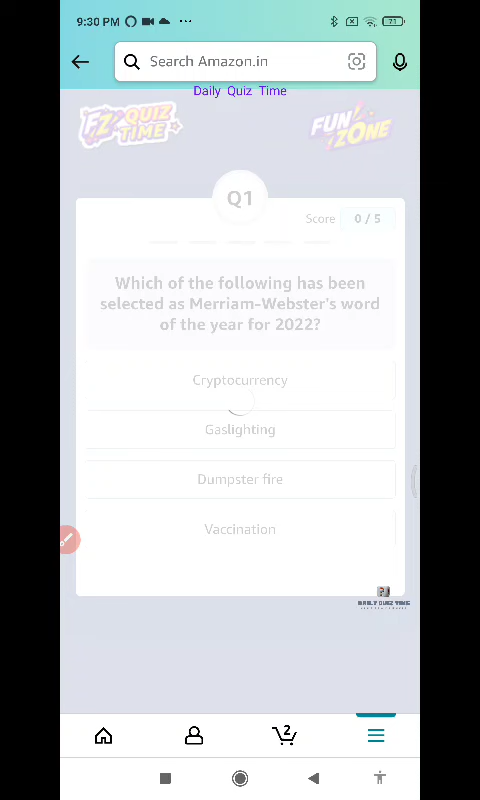 9:30 PM
71
Search Amazon.in
Daily Quiz Time
FZ QUIZ TIME
FUN ZONE
Q1
Score 0 / 5
Which of the following has been
selected as Merriam-Webster's word
of the year for 2022?
Cryptocurrency
Gaslighting
Dumpster fire
Vaccination
DAILY QUIZ TIME
2